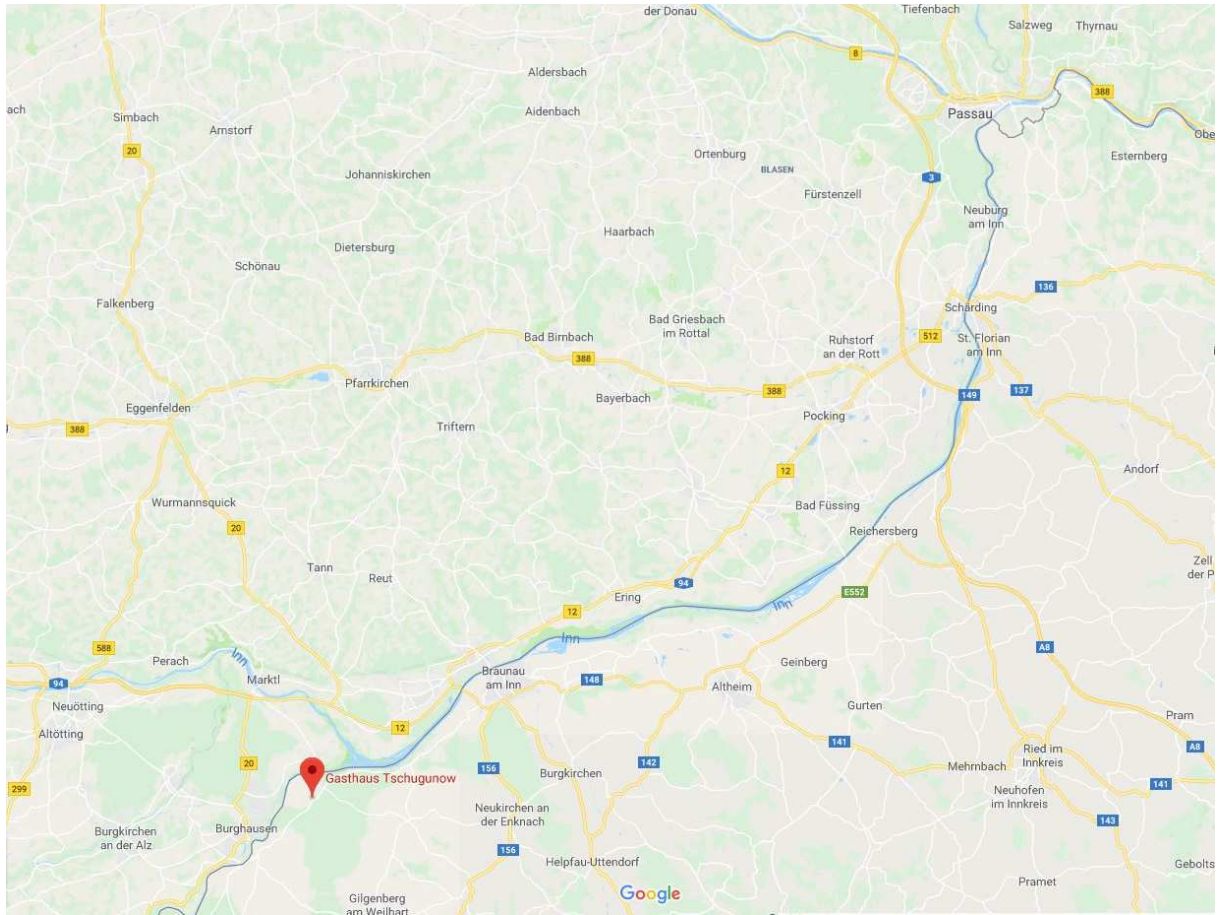 der Donau
Tiefenbach
Salzweg
Thyrnau
8
Aldersbach
388
ach
Simbach
Arnstorf
Aidenbach
Passau
Obe
20
Ortenburg
BLASEN
Esternberg
Johanniskirchen
3
Fürstenzell
Neuburg
am Inn
Haarbach
Dietersburg
Schönau
136
Falkenberg
Schärding
Bad Griesbach
im Rottal
Bad Birnbach
Ruhstorf
an der Rott
512
St. Florian
am Inn
388
Pfarrkirchen
388
149
137
Bayerbach
Eggenfelden
Pocking
388
Triftern
12
Andorf
Wurmannsquick
Bad Füssing
20
Reichersberg
Tann
Reut
94
Zell
der P
Ering
E552
12
Inn
Inn
588
A8
Perach
Inn
Geinberg
Marktl
Braunau
am Inn
148
Altheim
94
Neuötting
Gurten
Altötting
12
141
Pram
Ried im
Innkreis
A8
20
Gasthaus Tschugunow
156
Burgkirchen
142
Mehrnbach
141
299
Neuhofen
im Innkreis
Neukirchen an
der Enknach
143
Burgkirchen
an der Alz
Burghausen
156
Helpfau-Uttendorf
Gebolts
Pramet
Gilgenberg
am Weilhart
Google